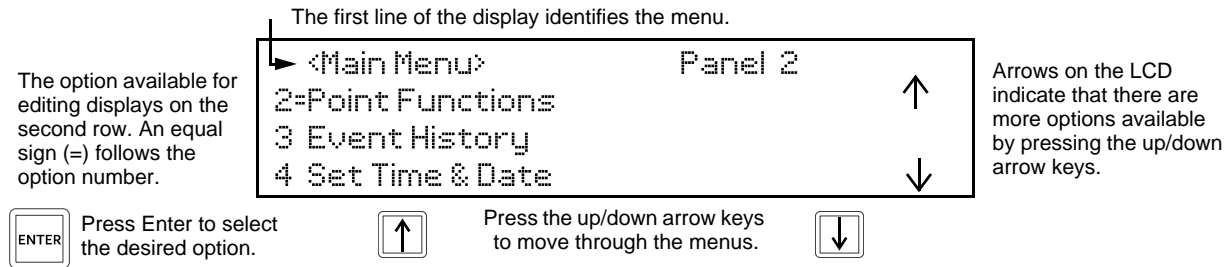 The first line of the display identifies the menu.
The option available for
editing displays on the
second row. An equal
sign (=) follows the
option number.
<Main Menu> Panel 2
2=Point Functions
3 Event History
4 Set Time & Date
Arrows on the LCD
indicate that there are
more options available
by pressing the up/down
arrow keys.
ENTER
Press Enter to select
the desired option.
Press the up/down arrow keys
to move through the menus.